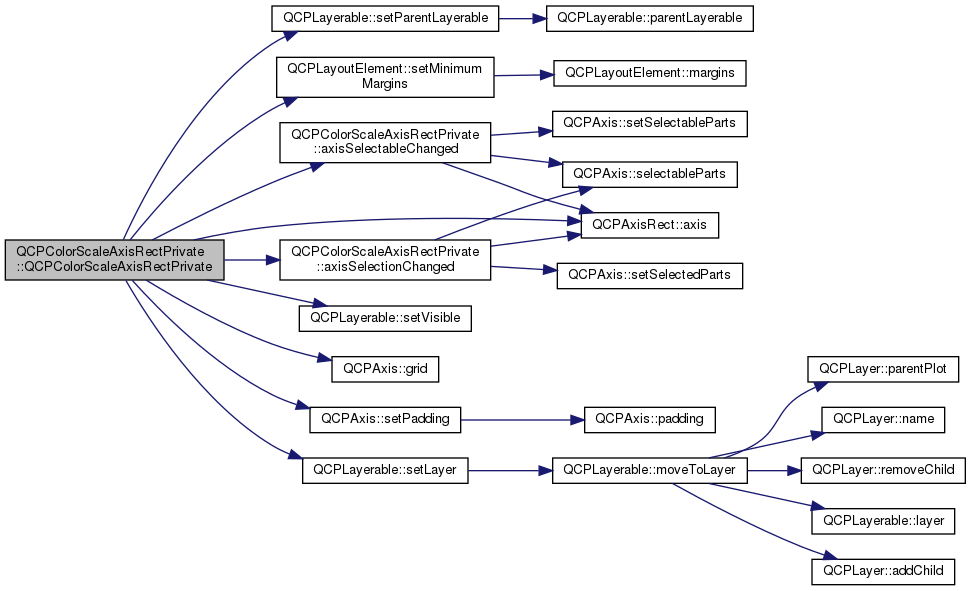 QCPColorScaleAxisRectPrivate
::QCPColorScaleAxisRectPrivate
QCPLayerable::setParentLayerable
QCPLayerable::parentLayerable
QCPLayoutElement::setMinimum
Margins
QCPLayoutElement::margins
QCPColorScaleAxisRectPrivate
::axisSelectableChanged
QCPAxis::setSelectableParts
QCPAxis::selectableParts
QCPAxisRect::axis
QCPColorScaleAxisRectPrivate
::axisSelectionChanged
QCPAxis::setSelectedParts
QCPLayerable::setVisible
QCPAxis::grid
QCPAxis::setPadding
QCPAxis::padding
QCPLayerable::setLayer
QCPLayerable::moveToLayer
QCPLayer::parentPlot
QCPLayer::name
QCPLayer::removeChild
QCPLayerable::layer
QCPLayer::addChild